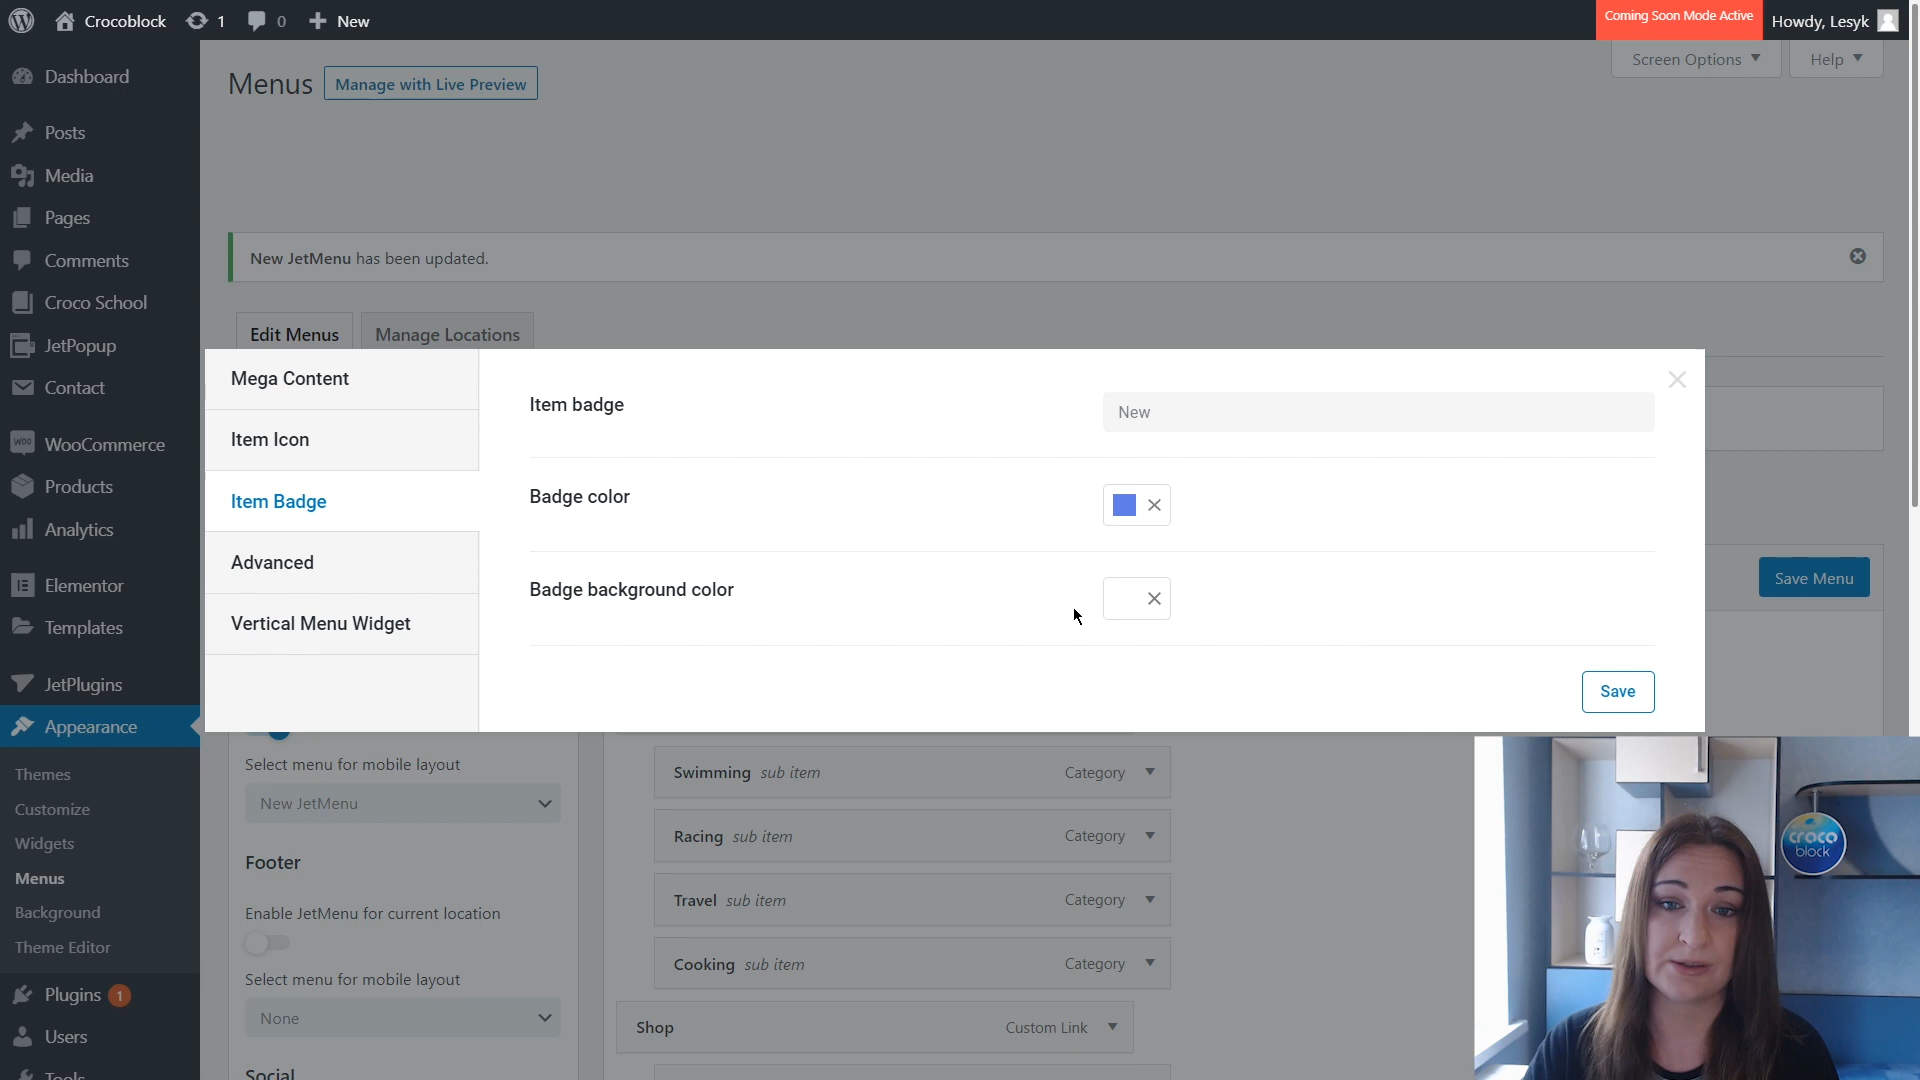 Crocoblock
1
0
New
Coming Soon Mode Active
Howdy, Lesyk
Dashboard
Posts
Media
Pages
Comments
Croco School
JetPopup
Contact
WOO
WooCommerce
Products
Analytics
Elementor
Templates
JetPlugins
Appearance
Themes
Customize
Widgets
Menus
Background
Theme Editor
Plugins 1
Users
Tools
Menus
Manage with Live Preview
Screen Options
Help
New JetMenu has been updated.
Edit Menus
Manage Locations
Mega Content
Item Icon
Item Badge
Advanced
Vertical Menu Widget
Item badge
New
Badge color
Badge background color
Save
Save Menu
Select menu for mobile layout
New JetMenu
Footer
Enable JetMenu for current location
Select menu for mobile layout
None
Social
Swimming sub item Category
Racing sub item Category
Travel sub item Category
Cooking sub item Category
Shop Custom Link
croco
block